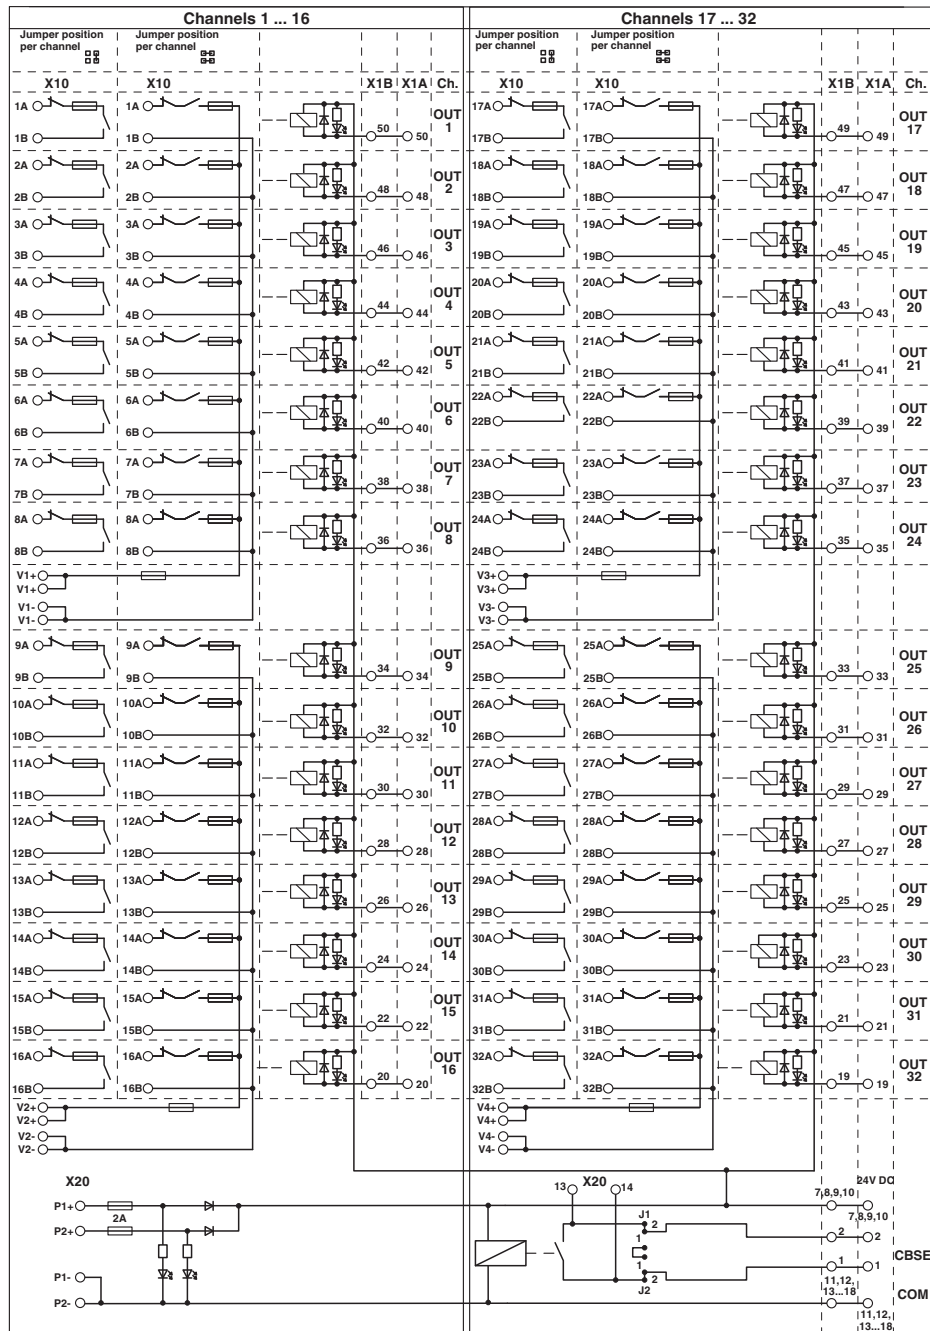 Channels 1 ... 16
Channels 17 ... 32
Jumper position per channel
Jumper position per channel
Jumper position per channel
Jumper position per channel
X10 X10 X1B X1A Ch.
X10 X10 X1B X1A Ch.
1A 1A OUT 1
1B 1B 50 50
17A 17A OUT 17
17B 17B 49 49
2A 2A OUT 2
2B 2B 48 48
18A 18A OUT 18
18B 18B 47 47
3A 3A OUT 3
3B 3B 46 46
19A 19A OUT 19
19B 19B 45 45
4A 4A OUT 4
4B 4B 44 44
20A 20A OUT 20
20B 20B 43 43
5A 5A OUT 5
5B 5B 42 42
21A 21A OUT 21
21B 21B 41 41
6A 6A OUT 6
6B 6B 40 40
22A 22A OUT 22
22B 22B 39 39
7A 7A OUT 7
7B 7B 38 38
23A 23A OUT 23
23B 23B 37 37
8A 8A OUT 8
8B 8B 36 36
24A 24A OUT 24
24B 24B 35 35
V1+
V1+
V1-
V1-
V3+
V3+
V3-
V3-
9A 9A OUT 9
9B 9B 34 34
25A 25A OUT 25
25B 25B 33 33
10A 10A OUT 10
10B 10B 32 32
26A 26A OUT 26
26B 26B 31 31
11A 11A OUT 11
11B 11B 30 30
27A 27A OUT 27
27B 27B 29 29
12A 12A OUT 12
12B 12B 28 28
28A 28A OUT 28
28B 28B 27 27
13A 13A OUT 13
13B 13B 26 26
29A 29A OUT 29
29B 29B 25 25
14A 14A OUT 14
14B 14B 24 24
30A 30A OUT 30
30B 30B 23 23
15A 15A OUT 15
15B 15B 22 22
31A 31A OUT 31
31B 31B 21 21
16A 16A OUT 16
16B 16B 20 20
32A 32A OUT 32
32B 32B 19 19
V2+
V2+
V2-
V2-
V4+
V4+
V4-
V4-
X20
P1+
2A
P2+
P1-
P2-
X20
13 14
J1
2
1
1
2
J2
24V DC
7,8,9,10
7,8,9,10
2 2
CBSE
1 1
11,12,
13...18
COM
11,12,
13...18